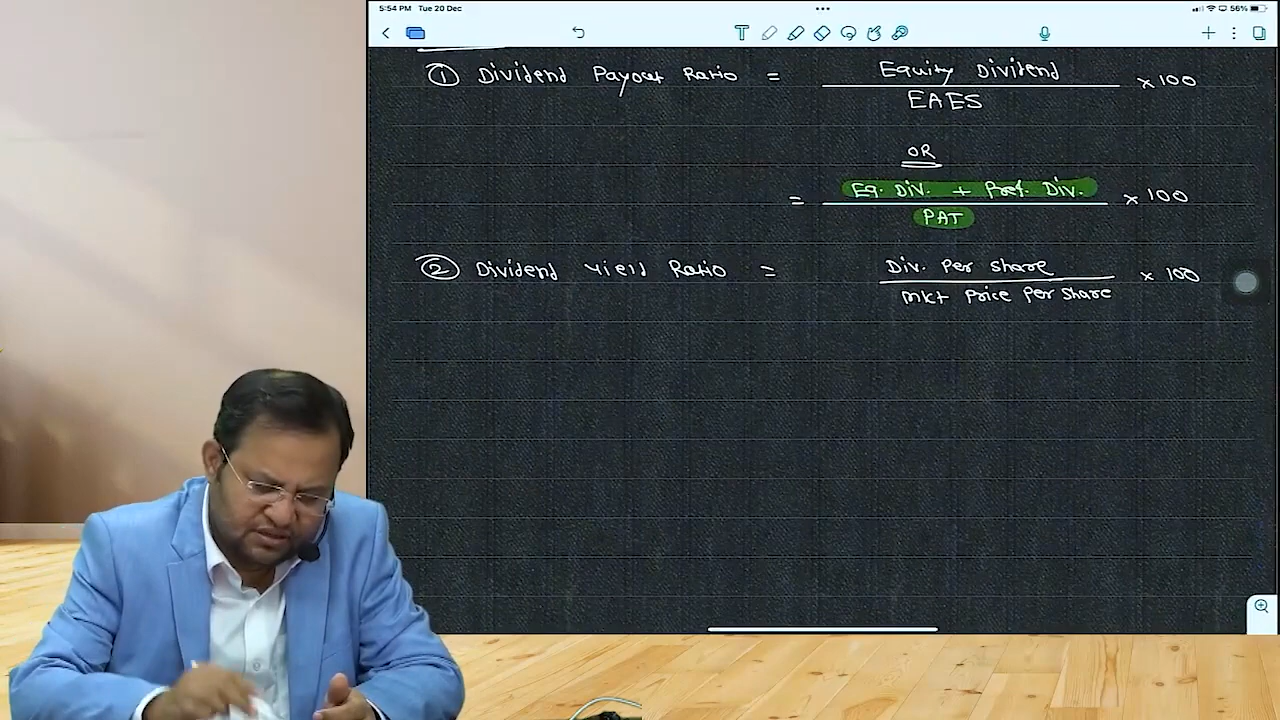 5:54 PM Tue 20 Dec
56%
T
① Dividend Payout Ratio = Equity Dividend × 100
EAES
OR
= Eq. Div. + Pref. Div. × 100
PAT
② Dividend Yield Ratio = Div. Per Share × 100
Mkt Price Per Share